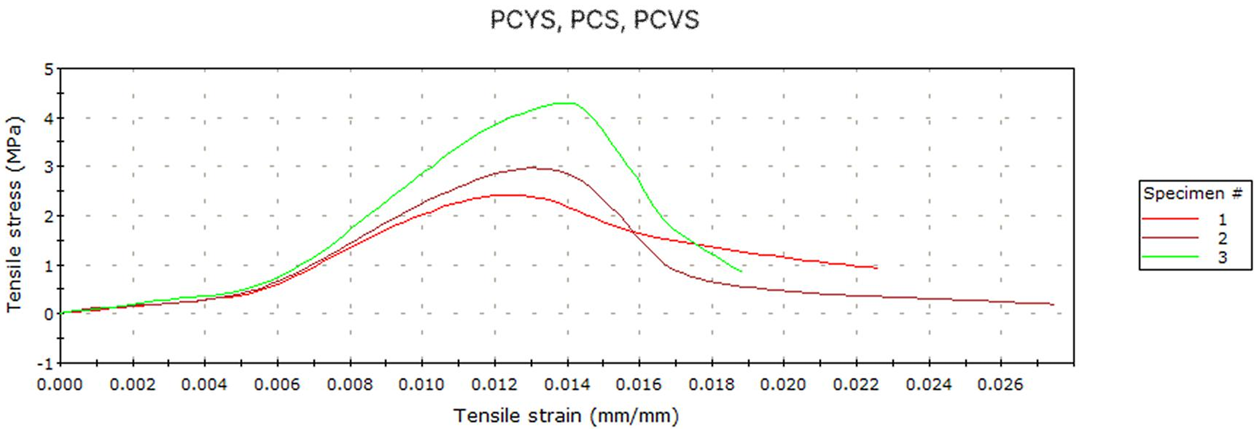 PCYS, PCS, PCVS
Tensile stress (MPa)
5
4
3
2
1
0
-1
0.000 0.002 0.004 0.006 0.008 0.010 0.012 0.014 0.016 0.018 0.020 0.022 0.024 0.026
Tensile strain (mm/mm)
Specimen #
1
2
3